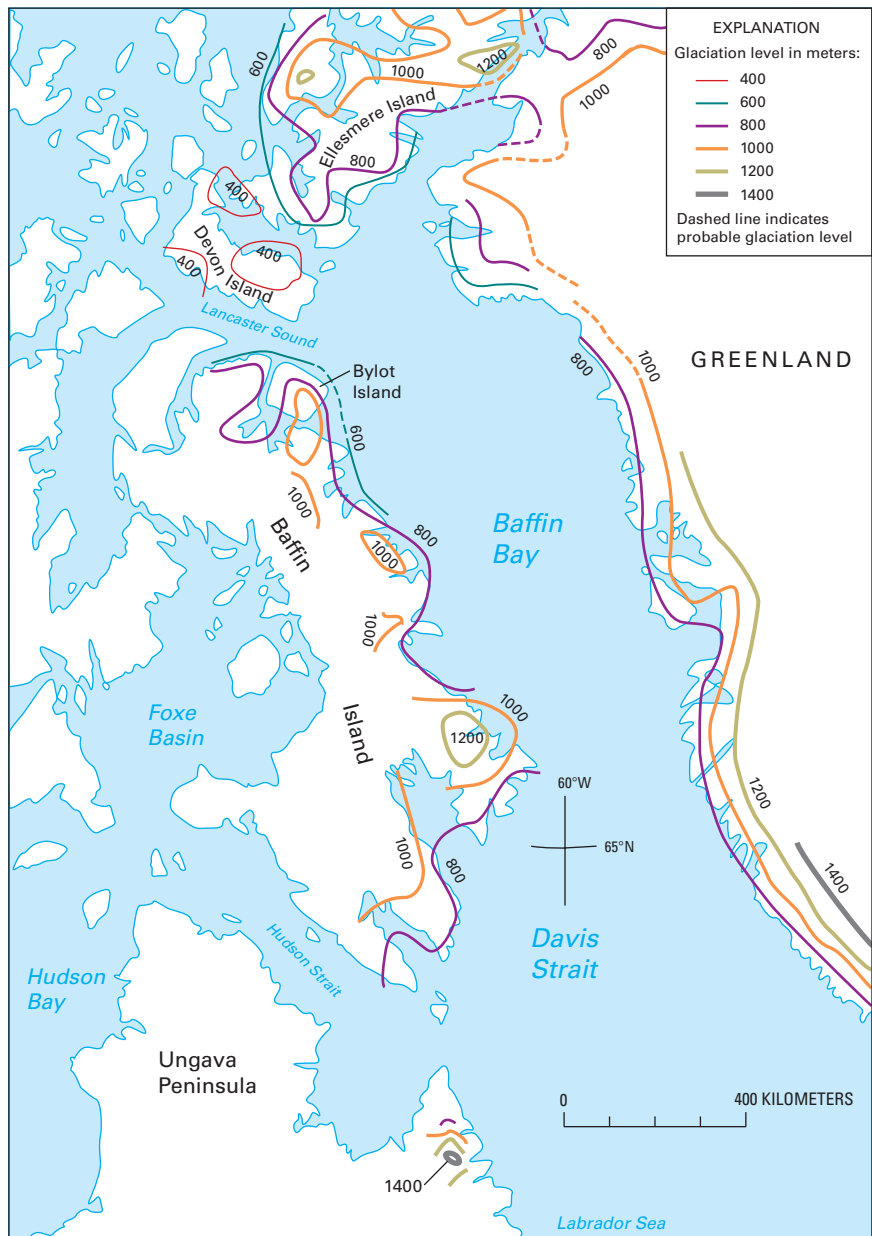 EXPLANATION
Glaciation level in meters:
400
600
800
1000
1200
1400
Dashed line indicates
probable glaciation level
600
1000
1200
800
1000
Ellesmere Island
800
400
400
400
Devon
Island
Lancaster Sound
Bylot
Island
600
800
1000
GREENLAND
1000
Baffin
800
1000
Baffin
Bay
1000
1000
Foxe
Basin
Island
1200
60°W
65°N
1000
800
1200
1400
Davis
Strait
Hudson Strait
Hudson
Bay
Ungava
Peninsula
0
400 KILOMETERS
1400
Labrador Sea